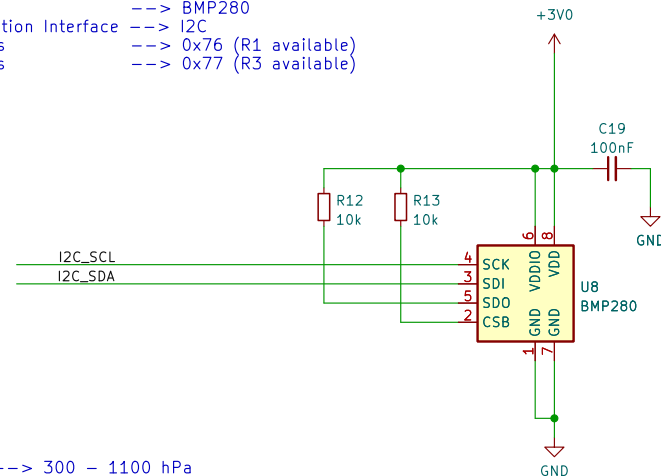 --> BMP280
tion Interface --> I2C
s --> 0x76 (R1 available)
s --> 0x77 (R3 available)
+3V0
C19
100nF
R12
10k
R13
10k
GND
I2C_SCL
I2C_SDA
4
3
5
2
6
8
SCK
SDI
SDO
CSB
VDDIO
VDD
GND
GND
1
7
U8
BMP280
GND
--> 300 - 1100 hPa